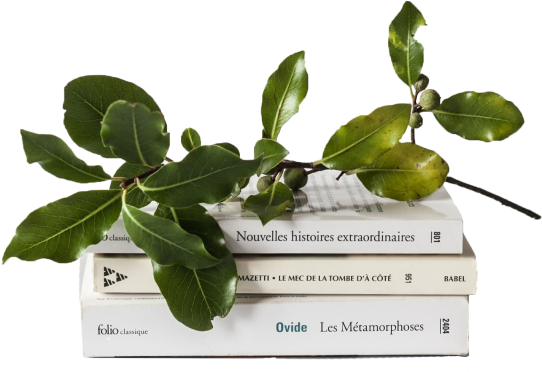 classique Nouvelles histoires extraordinaires 801
MAZETTI • LE MEC DE LA TOMBE D'À CÔTÉ 951 BABEL
folio classique Ovide Les Métamorphoses 2404